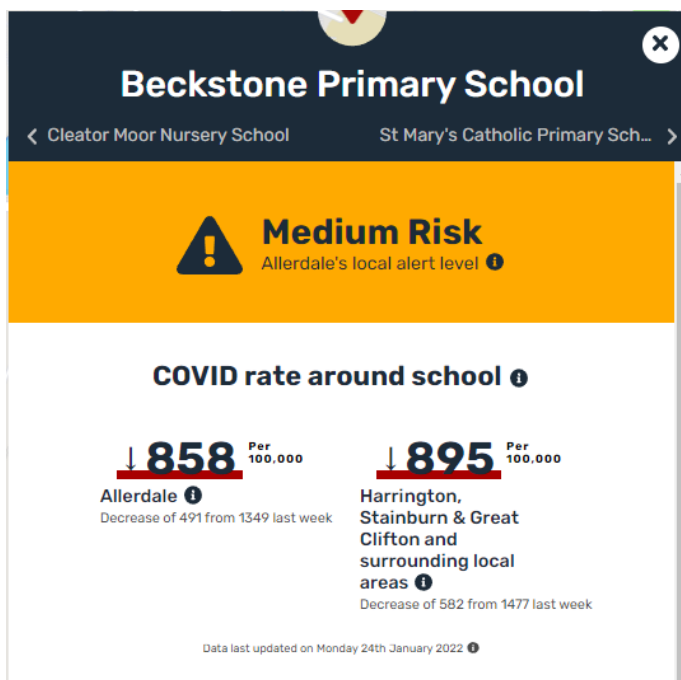 Beckstone Primary School
Cleator Moor Nursery School
St Mary's Catholic Primary Sch...
Medium Risk
Allerdale's local alert level
COVID rate around school
↓858 Per
100,000
Allerdale
Decrease of 491 from 1349 last week
↓895 Per
100,000
Harrington,
Stainburn & Great
Clifton and
surrounding local
areas
Decrease of 582 from 1477 last week
Data last updated on Monday 24th January 2022